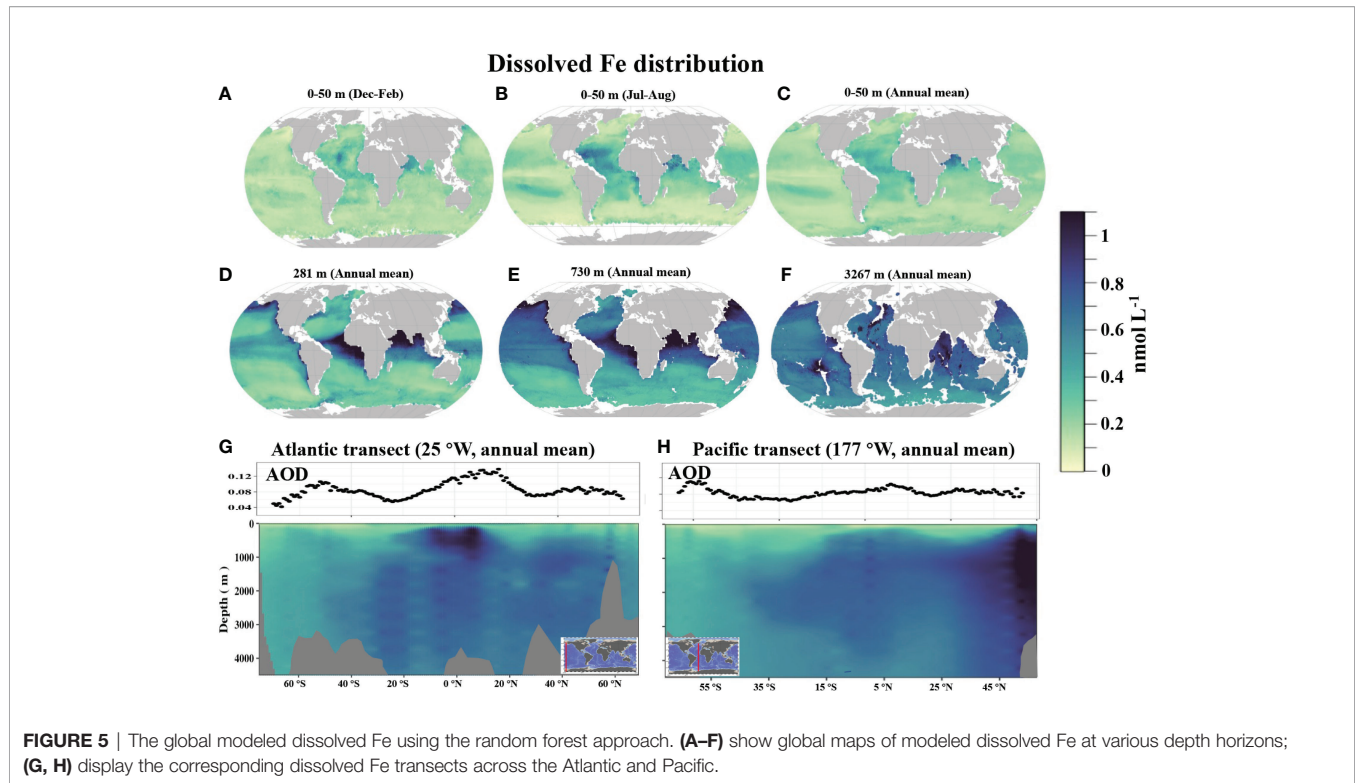 Dissolved Fe distribution
A
0-50 m (Dec-Feb)
B
0-50 m (Jul-Aug)
C
0-50 m (Annual mean)
D
281 m (Annual mean)
E
730 m (Annual mean)
F
3267 m (Annual mean)
1
0.8
0.6
0.4
0.2
0
nmol L-1
G
Atlantic transect (25 °W, annual mean)
AOD
0.12
0.08
0.04
0
1000
2000
3000
4000
Depth ( m )
60 °S 40 °S 20 °S 0 °N 20 °N 40 °N 60 °N
H
Pacific transect (177 °W, annual mean)
AOD
55 °S 35 °S 15 °S 5 °N 25 °N 45 °N
FIGURE 5 | The global modeled dissolved Fe using the random forest approach. (A–F) show global maps of modeled dissolved Fe at various depth horizons;
(G, H) display the corresponding dissolved Fe transects across the Atlantic and Pacific.